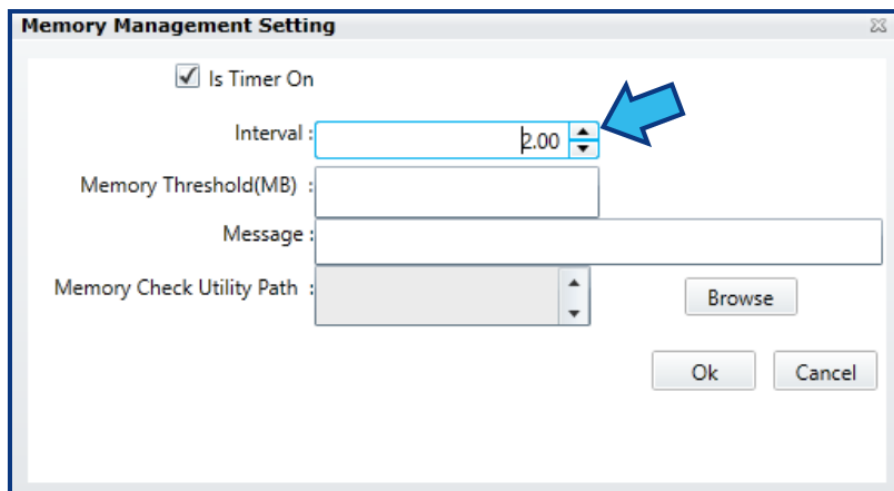 Memory Management Setting
Is Timer On
Interval : 2.00
Memory Threshold(MB) :
Message :
Memory Check Utility Path :
Browse
Ok Cancel